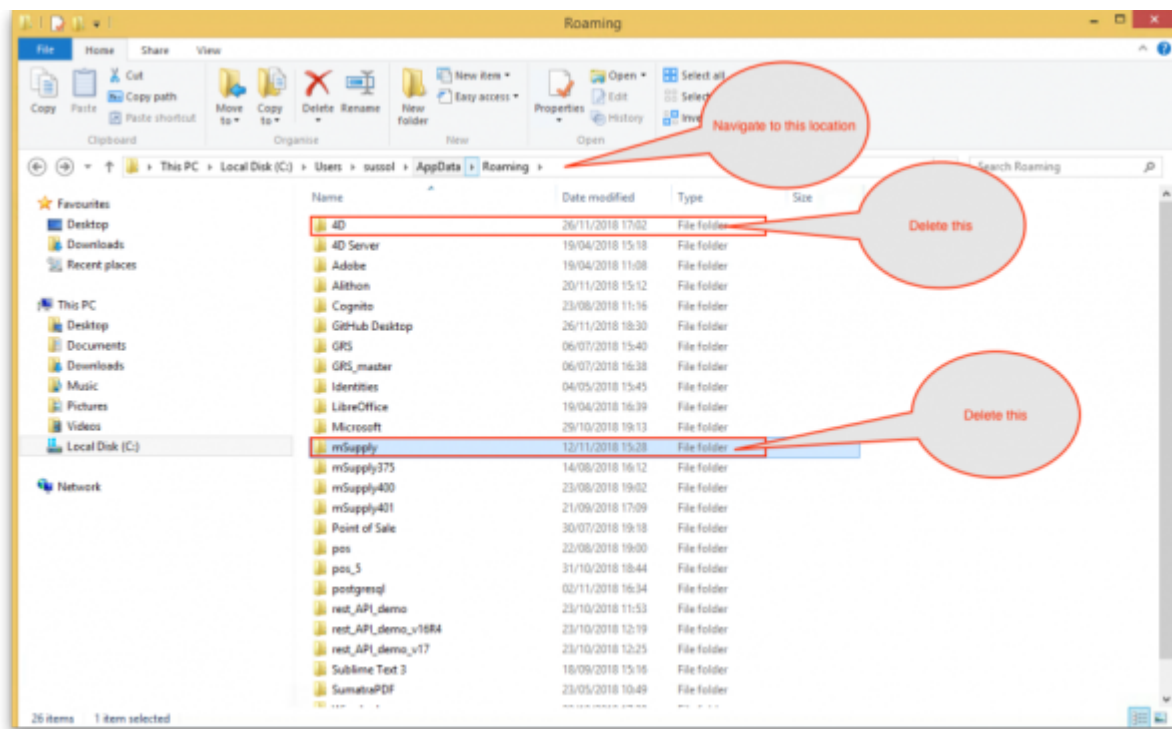 Roaming
File Home Share View
Copy
Paste
Cut
Copy path
Paste shortcut
Clipboard
Move to
Copy to
Delete
Rename
Organise
New folder
New item
Easy access
New
Properties
Open
Edit
History
Open
Select all
Navigate to this location
This PC Local Disk (C:) Users sussol AppData Roaming
Search Roaming
Favourites
Desktop
Downloads
Recent places
This PC
Desktop
Documents
Downloads
Music
Pictures
Videos
Local Disk (C:)
Network
Name Date modified Type Size
4D 26/11/2018 17:02 File folder
Delete this
4D Server 19/04/2018 15:18 File folder
Adobe 19/04/2018 11:08 File folder
Alithon 20/11/2018 15:12 File folder
Cognito 23/08/2018 11:16 File folder
GitHub Desktop 26/11/2018 18:30 File folder
GRS 06/07/2018 15:40 File folder
GRS_master 06/07/2018 16:38 File folder
Identities 04/05/2018 15:45 File folder
LibreOffice 19/04/2018 16:39 File folder
Microsoft 29/10/2018 19:13 File folder
Delete this
mSupply 12/11/2018 15:28 File folder
mSupply375 14/08/2018 16:12 File folder
mSupply400 23/08/2018 19:02 File folder
mSupply401 21/09/2018 17:09 File folder
Point of Sale 30/07/2018 19:18 File folder
pos 22/08/2018 19:00 File folder
pos_5 31/10/2018 18:44 File folder
postgresql 02/11/2018 16:34 File folder
rest_API_demo 23/10/2018 11:53 File folder
rest_API_demo_v16R4 23/10/2018 12:19 File folder
rest_API_demo_v17 23/10/2018 12:25 File folder
Sublime Text 3 18/09/2018 15:16 File folder
SumatraPDF 23/05/2018 10:49 File folder
26 items 1 item selected